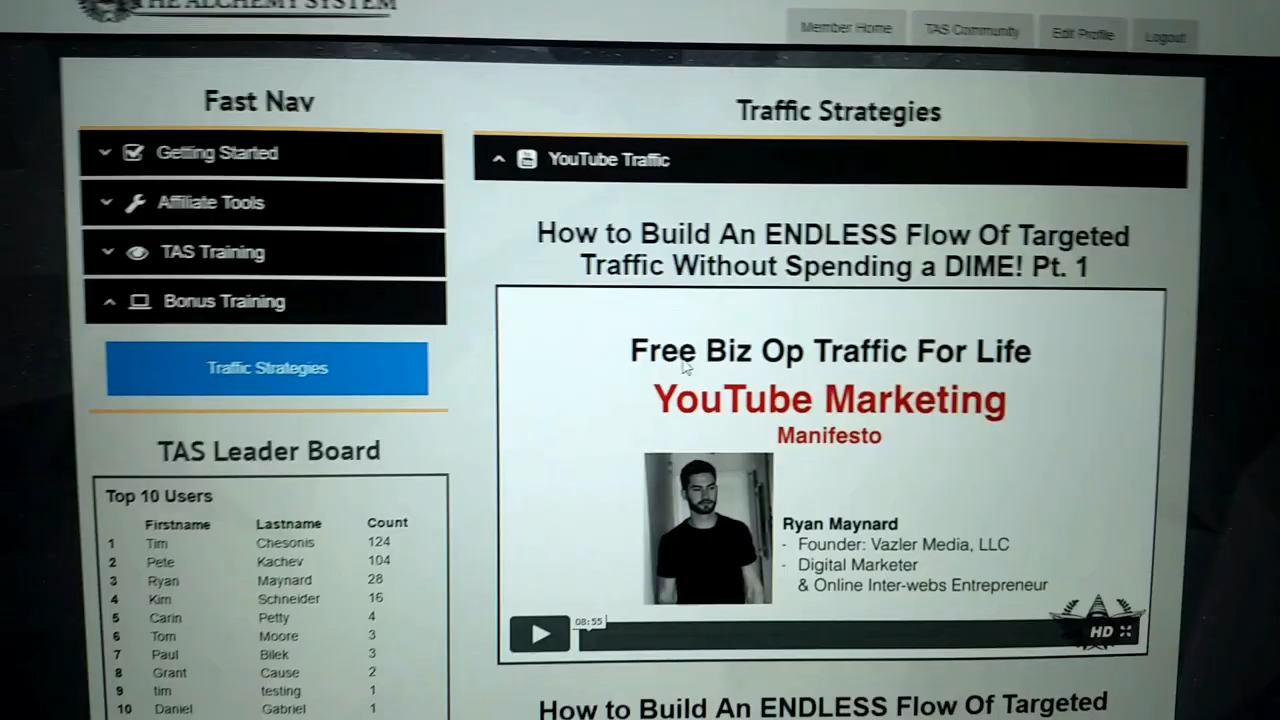 THE ALCHEMY SYSTEM
Member Home
TAS Community
Edit Profile
Logout
Fast Nav
Getting Started
Affiliate Tools
TAS Training
Bonus Training
Traffic Strategies
TAS Leader Board
Top 10 Users
Firstname Lastname Count
1 Tim Chesonis 124
2 Pete Kachev 104
3 Ryan Maynard 28
4 Kim Schneider 16
5 Carin Petty 4
6 Tom Moore 3
7 Paul Bilek 3
8 Grant Cause 2
9 tim testing 1
10 Daniel Gabriel 1
Traffic Strategies
YouTube Traffic
How to Build An ENDLESS Flow Of Targeted
Traffic Without Spending a DIME! Pt. 1
Free Biz Op Traffic For Life
YouTube Marketing
Manifesto
Ryan Maynard
- Founder: Vazler Media, LLC
- Digital Marketer
& Online Inter-webs Entrepreneur
08:55
HD
How to Build An ENDLESS Flow Of Targeted